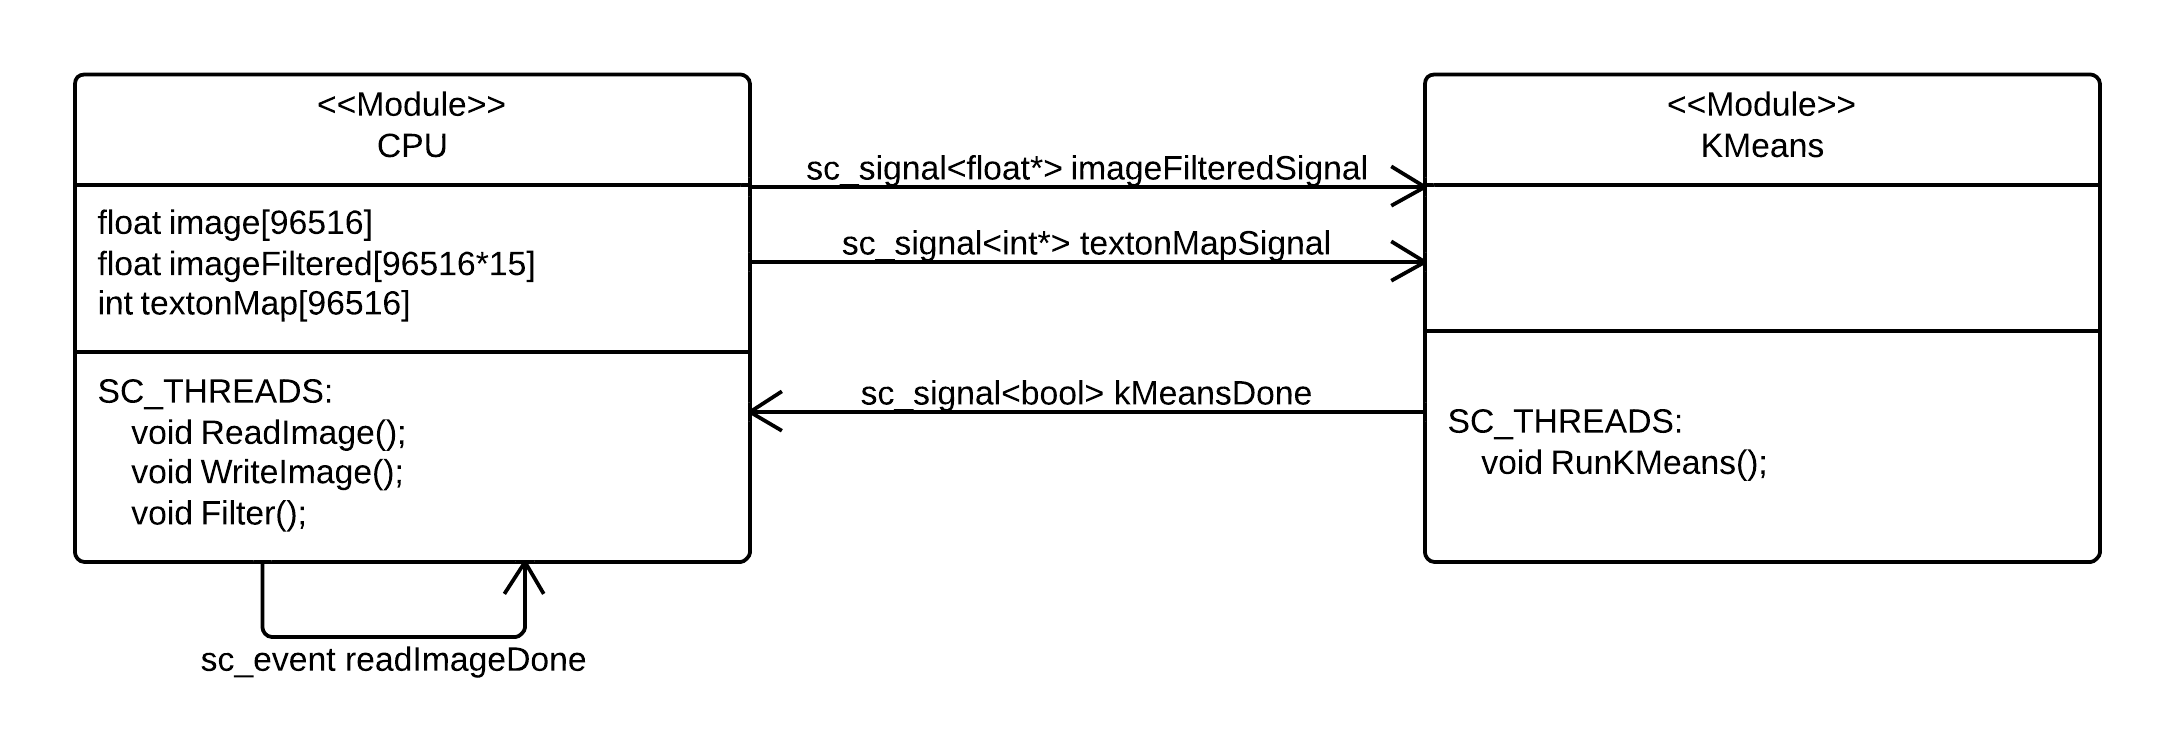 <<Module>>
CPU
float image[96516]
float imageFiltered[96516*15]
int textonMap[96516]
SC_THREADS:
void ReadImage();
void WriteImage();
void Filter();
sc_event readImageDone
sc_signal<float*> imageFilteredSignal
sc_signal<int*> textonMapSignal
sc_signal<bool> kMeansDone
<<Module>>
KMeans
SC_THREADS:
void RunKMeans();